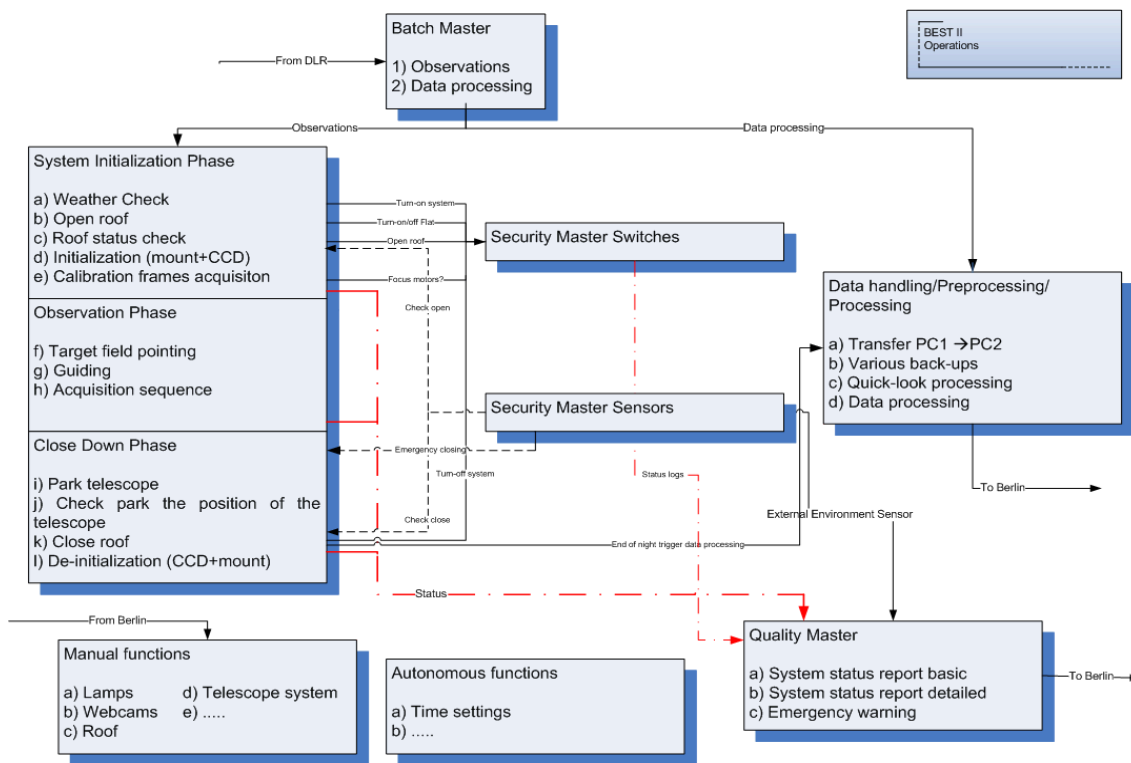 Batch Master
1) Observations
2) Data processing
BEST II
Operations
From DLR
Observations
Data processing
System Initialization Phase
a) Weather Check
b) Open roof
c) Roof status check
d) Initialization (mount+CCD)
e) Calibration frames acquisiton
Turn-on system
Turn-on/off Flat
Open roof
Focus motors?
Check open
Security Master Switches
Observation Phase
f) Target field pointing
g) Guiding
h) Acquisition sequence
Security Master Sensors
Data handling/Preprocessing/
Processing
a) Transfer PC1 →PC2
b) Various back-ups
c) Quick-look processing
d) Data processing
Close Down Phase
i) Park telescope
j) Check park the position of the
telescope
k) Close roof
l) De-initialization (CCD+mount)
Emergency closing
Turn-off system
Status logs
To Berlin
External Environment Sensor
Check close
End of night trigger data processing
Status
From Berlin
Manual functions
a) Lamps
b) Webcams
c) Roof
d) Telescope system
e) .....
Autonomous functions
a) Time settings
b) .....
Quality Master
a) System status report basic
b) System status report detailed
c) Emergency warning
To Berlin